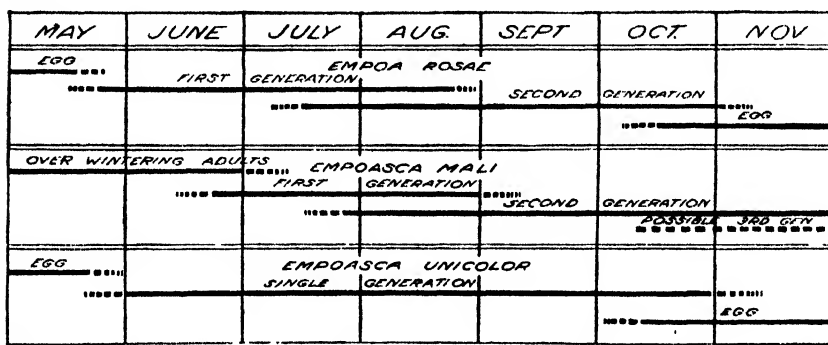 MAY JUNE JULY AUG. SEPT OCT. NOV
EGG EMPOA ROSAE
FIRST GENERATION
SECOND GENERATION
EGG
OVER WINTERING ADULTS EMPOASCA MALI
FIRST GENERATION
SECOND GENERATION
POSSIBLE 3RD GEN
EGG EMPOASCA UNICOLOR
SINGLE GENERATION
EGG